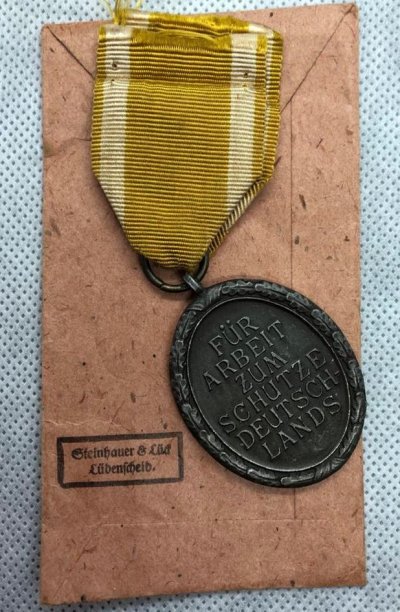 FÜR
ARBEIT
ZUM
SCHUTZE
DEUTSCH-
LANDS
Steinhauer & Lück
Lüdenscheid.